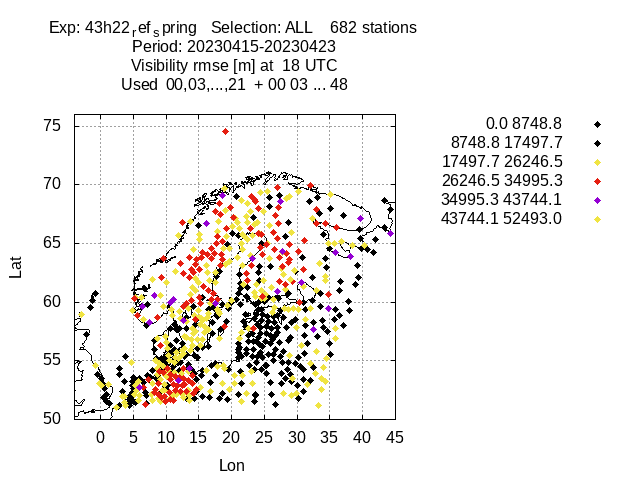 Exp: 43h22ref spring   Selection: ALL    682 stations
Period: 20230415-20230423
Visibility rmse [m] at  18 UTC
Used  00,03,...,21  + 00 03 ... 48
0.0 8748.8
8748.8 17497.7
17497.7 26246.5
26246.5 34995.3
34995.3 43744.1
43744.1 52493.0
75
70
65
60
55
50
Lat
0 5 10 15 20 25 30 35 40 45
Lon